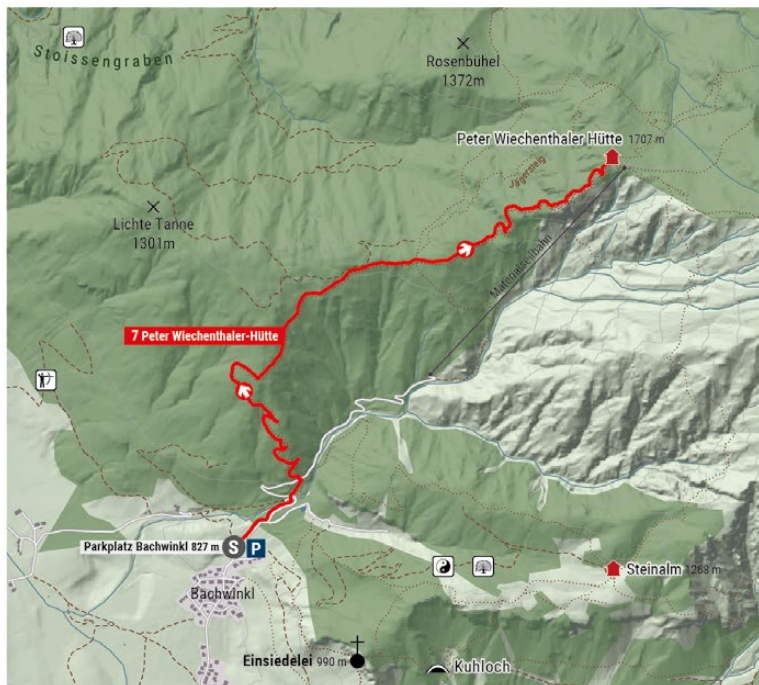 Stoissengraben
Rosenbühel
1372m
Peter Wiechenthaler Hütte 1707 m
Jägersteig
Lichte Tanne
1301m
Materialseilbahn
7 Peter Wiechenthaler-Hütte
Parkplatz Bachwinkl 827 m S P
Bachwinkl
Steinalm 1268 m
Einsiedelei 990 m
Kuhloch